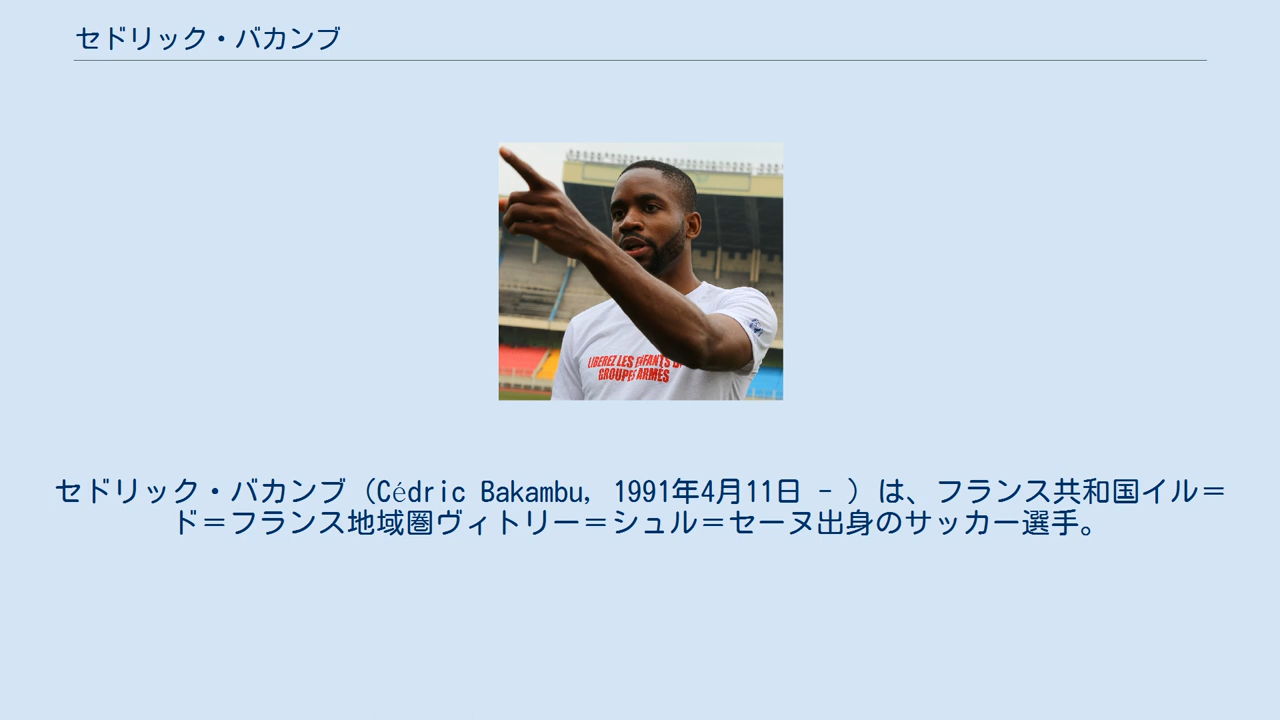 セドリック・バカンブ
LIBEREZ LES ENFANTS
GROUPES ARMES
セドリック・バカンブ（Cédric Bakambu, 1991年4月11日 - ）は、フランス共和国イル＝
ド＝フランス地域圏ヴィトリー＝シュル＝セーヌ出身のサッカー選手。